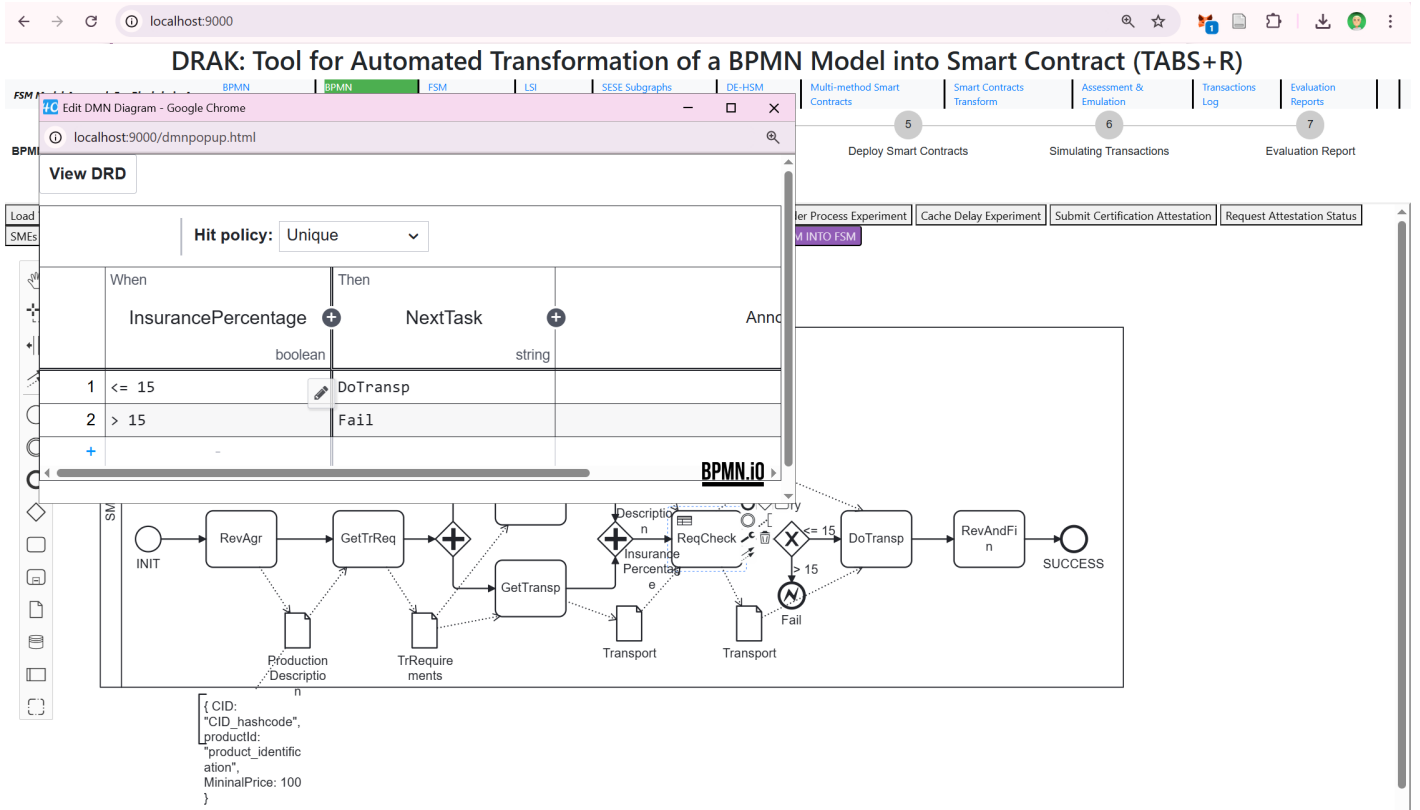 localhost:9000
1
DRAK: Tool for Automated Transformation of a BPMN Model into Smart Contract (TABS+R)
BPMN
BPMN
FSM
LSI
SESE Subgraphs
DE-HSM
Multi-method Smart
Contracts
Smart Contracts
Transform
Assessment &
Emulation
Transactions
Log
Evaluation
Reports
Edit DMN Diagram - Google Chrome
localhost:9000/dmnpopup.html
5
6
7
Deploy Smart Contracts
Simulating Transactions
Evaluation Report
View DRD
Load
Process Experiment
Cache Delay Experiment
Submit Certification Attestation
Request Attestation Status
SMEs
INTO FSM
Hit policy:
Unique
When
Then
InsurancePercentage
NextTask
boolean
string
1
<= 15
DoTransp
2
> 15
Fail
+
-
BPMN.iO
SM
INIT
RevAgr
GetTrReq
GetTransp
Descriptio
n
Insurance
Percentag
e
ReqCheck
ry
<= 15
> 15
Fail
DoTransp
RevAndFi
n
SUCCESS
Production
Descriptio
n
TrRequire
ments
Transport
Transport
{ CID:
"CID_hashcode",
productId:
"product_identific
ation",
MininalPrice: 100
}